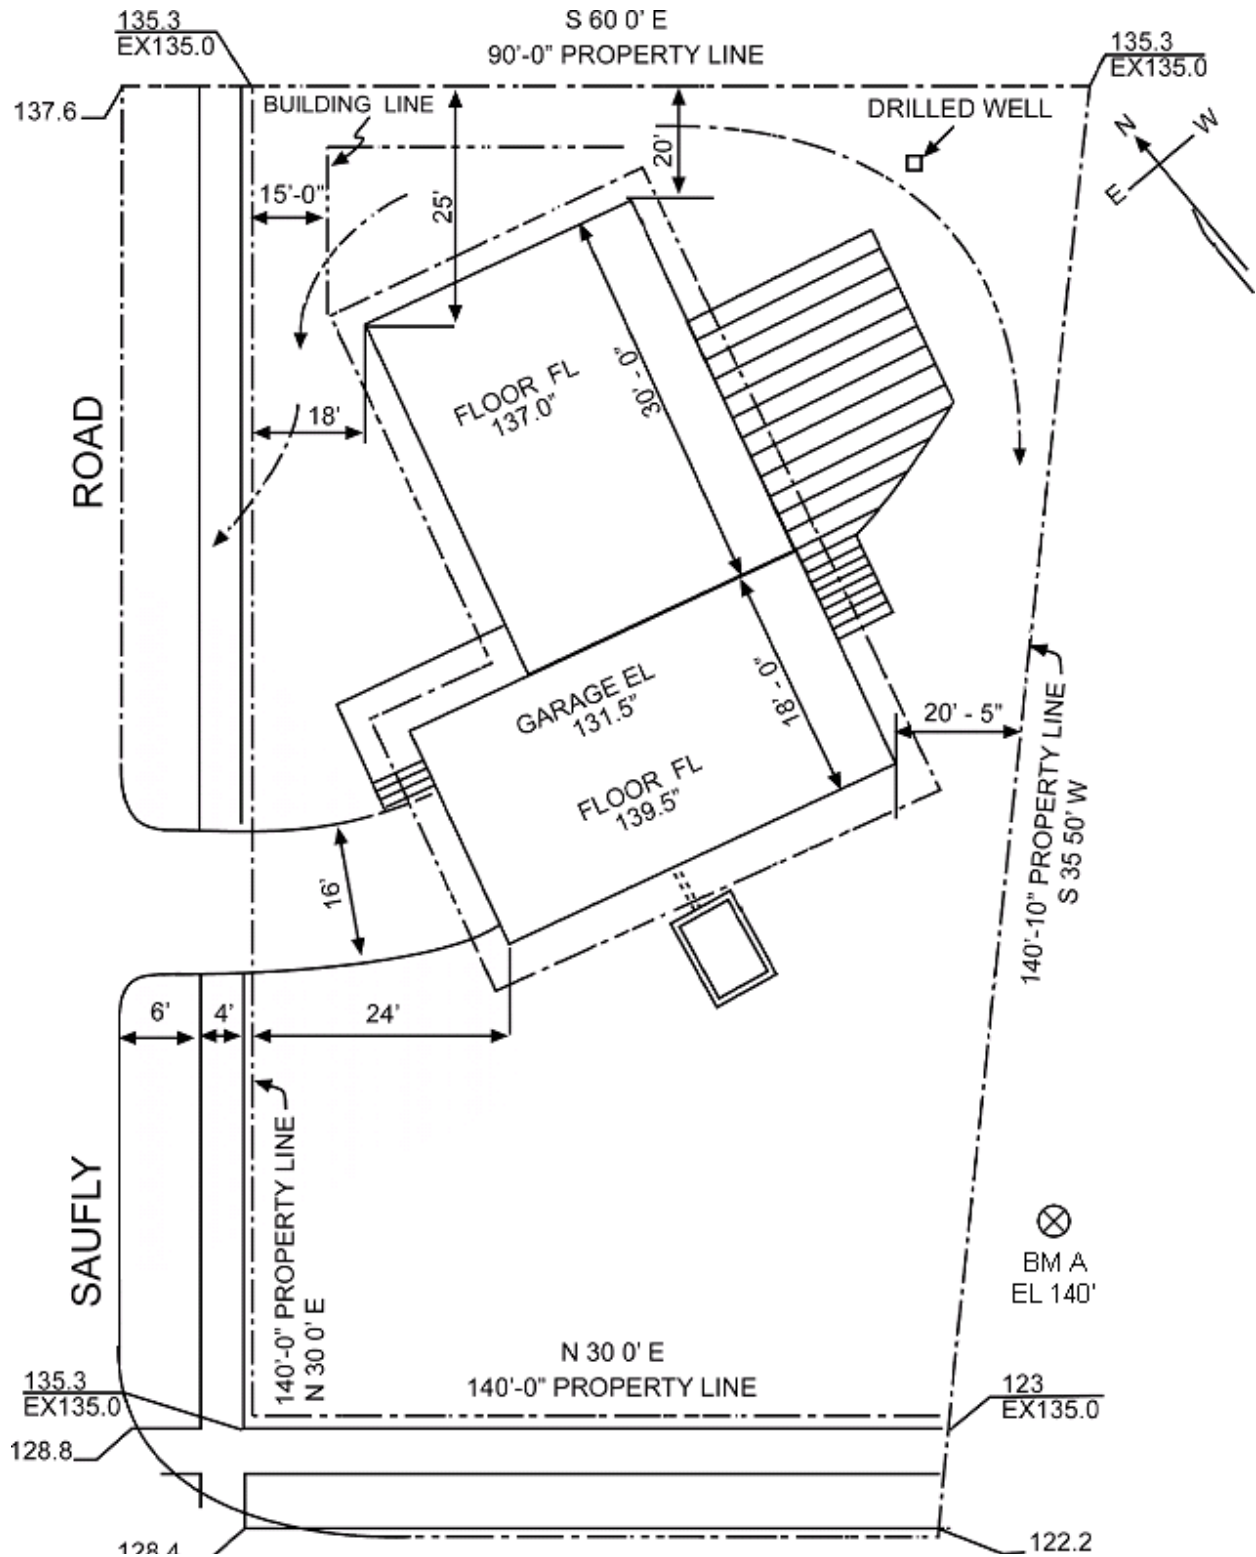 135.3
EX135.0
S 60 0' E
90'-0" PROPERTY LINE
135.3
EX135.0
137.6
BUILDING LINE
DRILLED WELL
N
W
E
20'
15'-0"
25'
FLOOR FL
137.0"
30' - 0"
18'
ROAD
GARAGE EL
131.5"
18' - 0"
20' - 5"
FLOOR FL
139.5"
140'-10" PROPERTY LINE
S 35 50' W
16'
6'
4'
24'
SAUFLY
140'-0" PROPERTY LINE
N 30 0' E
BM A
EL 140'
N 30 0' E
140'-0" PROPERTY LINE
135.3
EX135.0
123
EX135.0
128.8
128.4
122.2